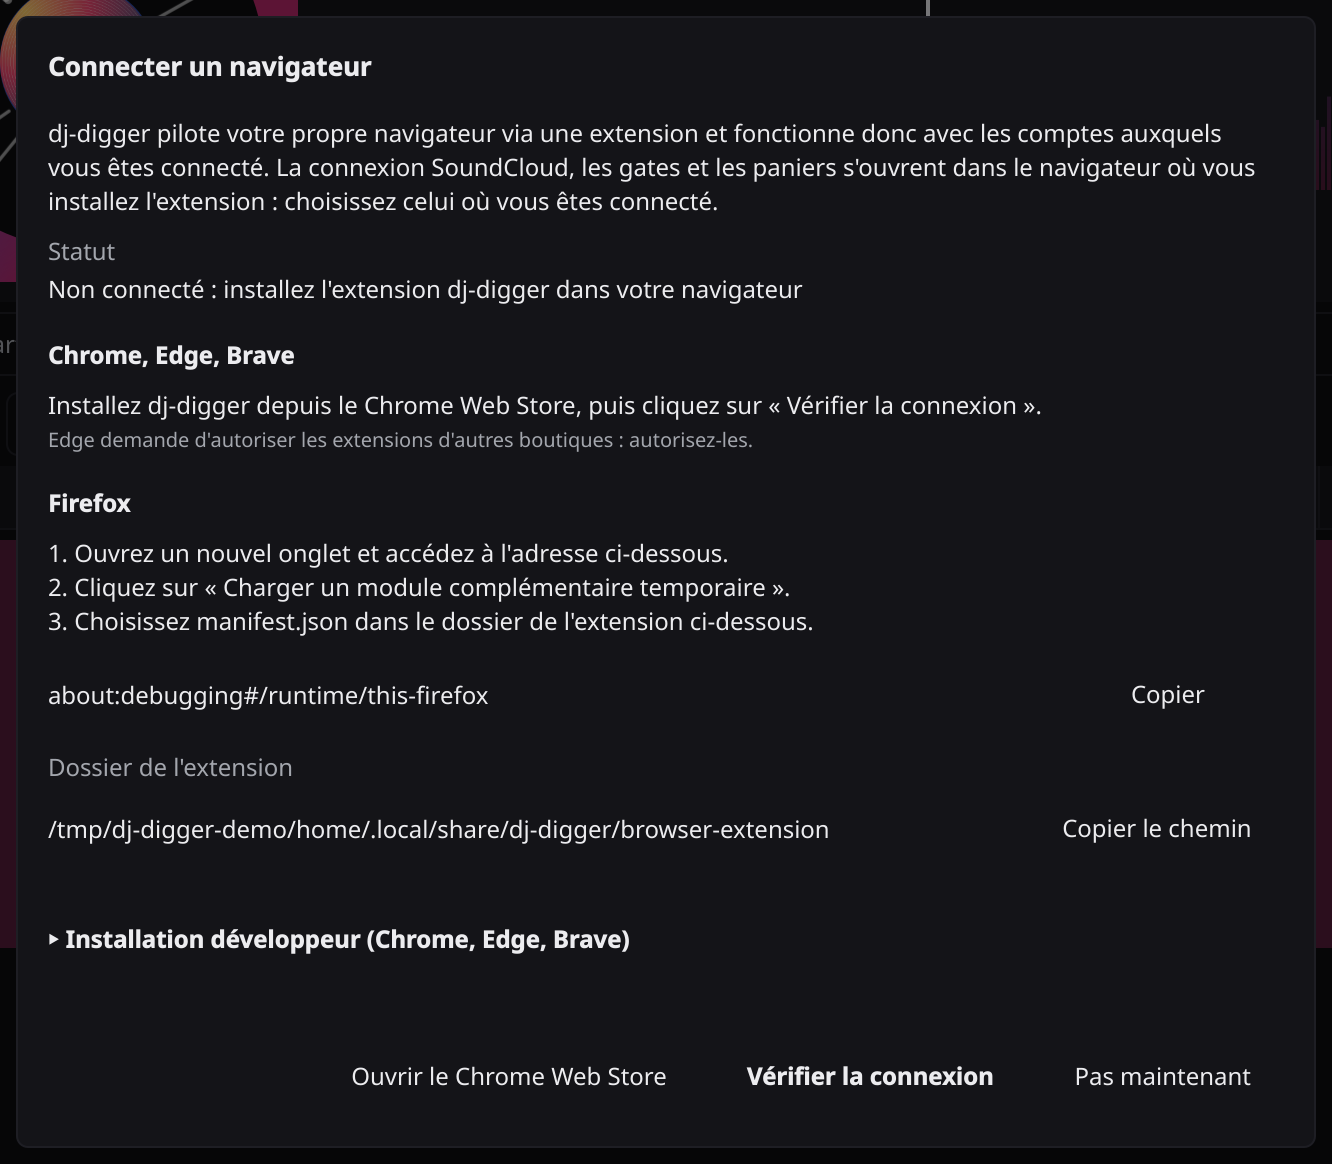 Connecter un navigateur
dj-digger pilote votre propre navigateur via une extension et fonctionne donc avec les comptes auxquels
vous êtes connecté. La connexion SoundCloud, les gates et les paniers s'ouvrent dans le navigateur où vous
installez l'extension : choisissez celui où vous êtes connecté.
Statut
Non connecté : installez l'extension dj-digger dans votre navigateur
Chrome, Edge, Brave
Installez dj-digger depuis le Chrome Web Store, puis cliquez sur « Vérifier la connexion ».
Edge demande d'autoriser les extensions d'autres boutiques : autorisez-les.
Firefox
1. Ouvrez un nouvel onglet et accédez à l'adresse ci-dessous.
2. Cliquez sur « Charger un module complémentaire temporaire ».
3. Choisissez manifest.json dans le dossier de l'extension ci-dessous.
about:debugging#/runtime/this-firefox
Copier
Dossier de l'extension
/tmp/dj-digger-demo/home/.local/share/dj-digger/browser-extension
Copier le chemin
▸ Installation développeur (Chrome, Edge, Brave)
Ouvrir le Chrome Web Store
Vérifier la connexion
Pas maintenant